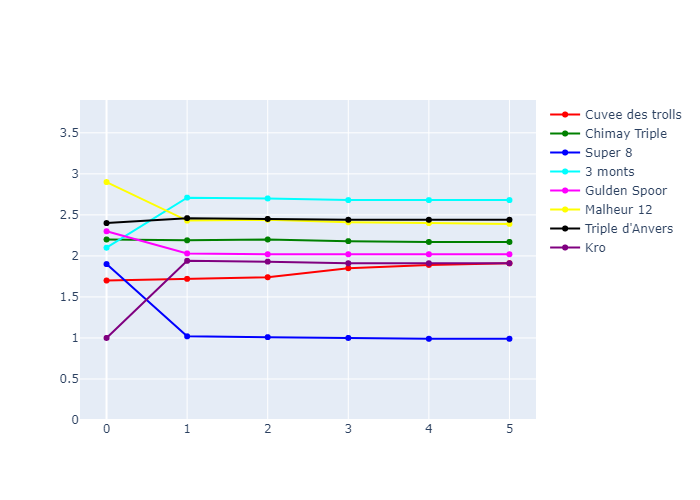 3.5
3
2.5
2
1.5
1
0.5
0
0 1 2 3 4 5
Cuvee des trolls
Chimay Triple
Super 8
3 monts
Gulden Spoor
Malheur 12
Triple d'Anvers
Kro